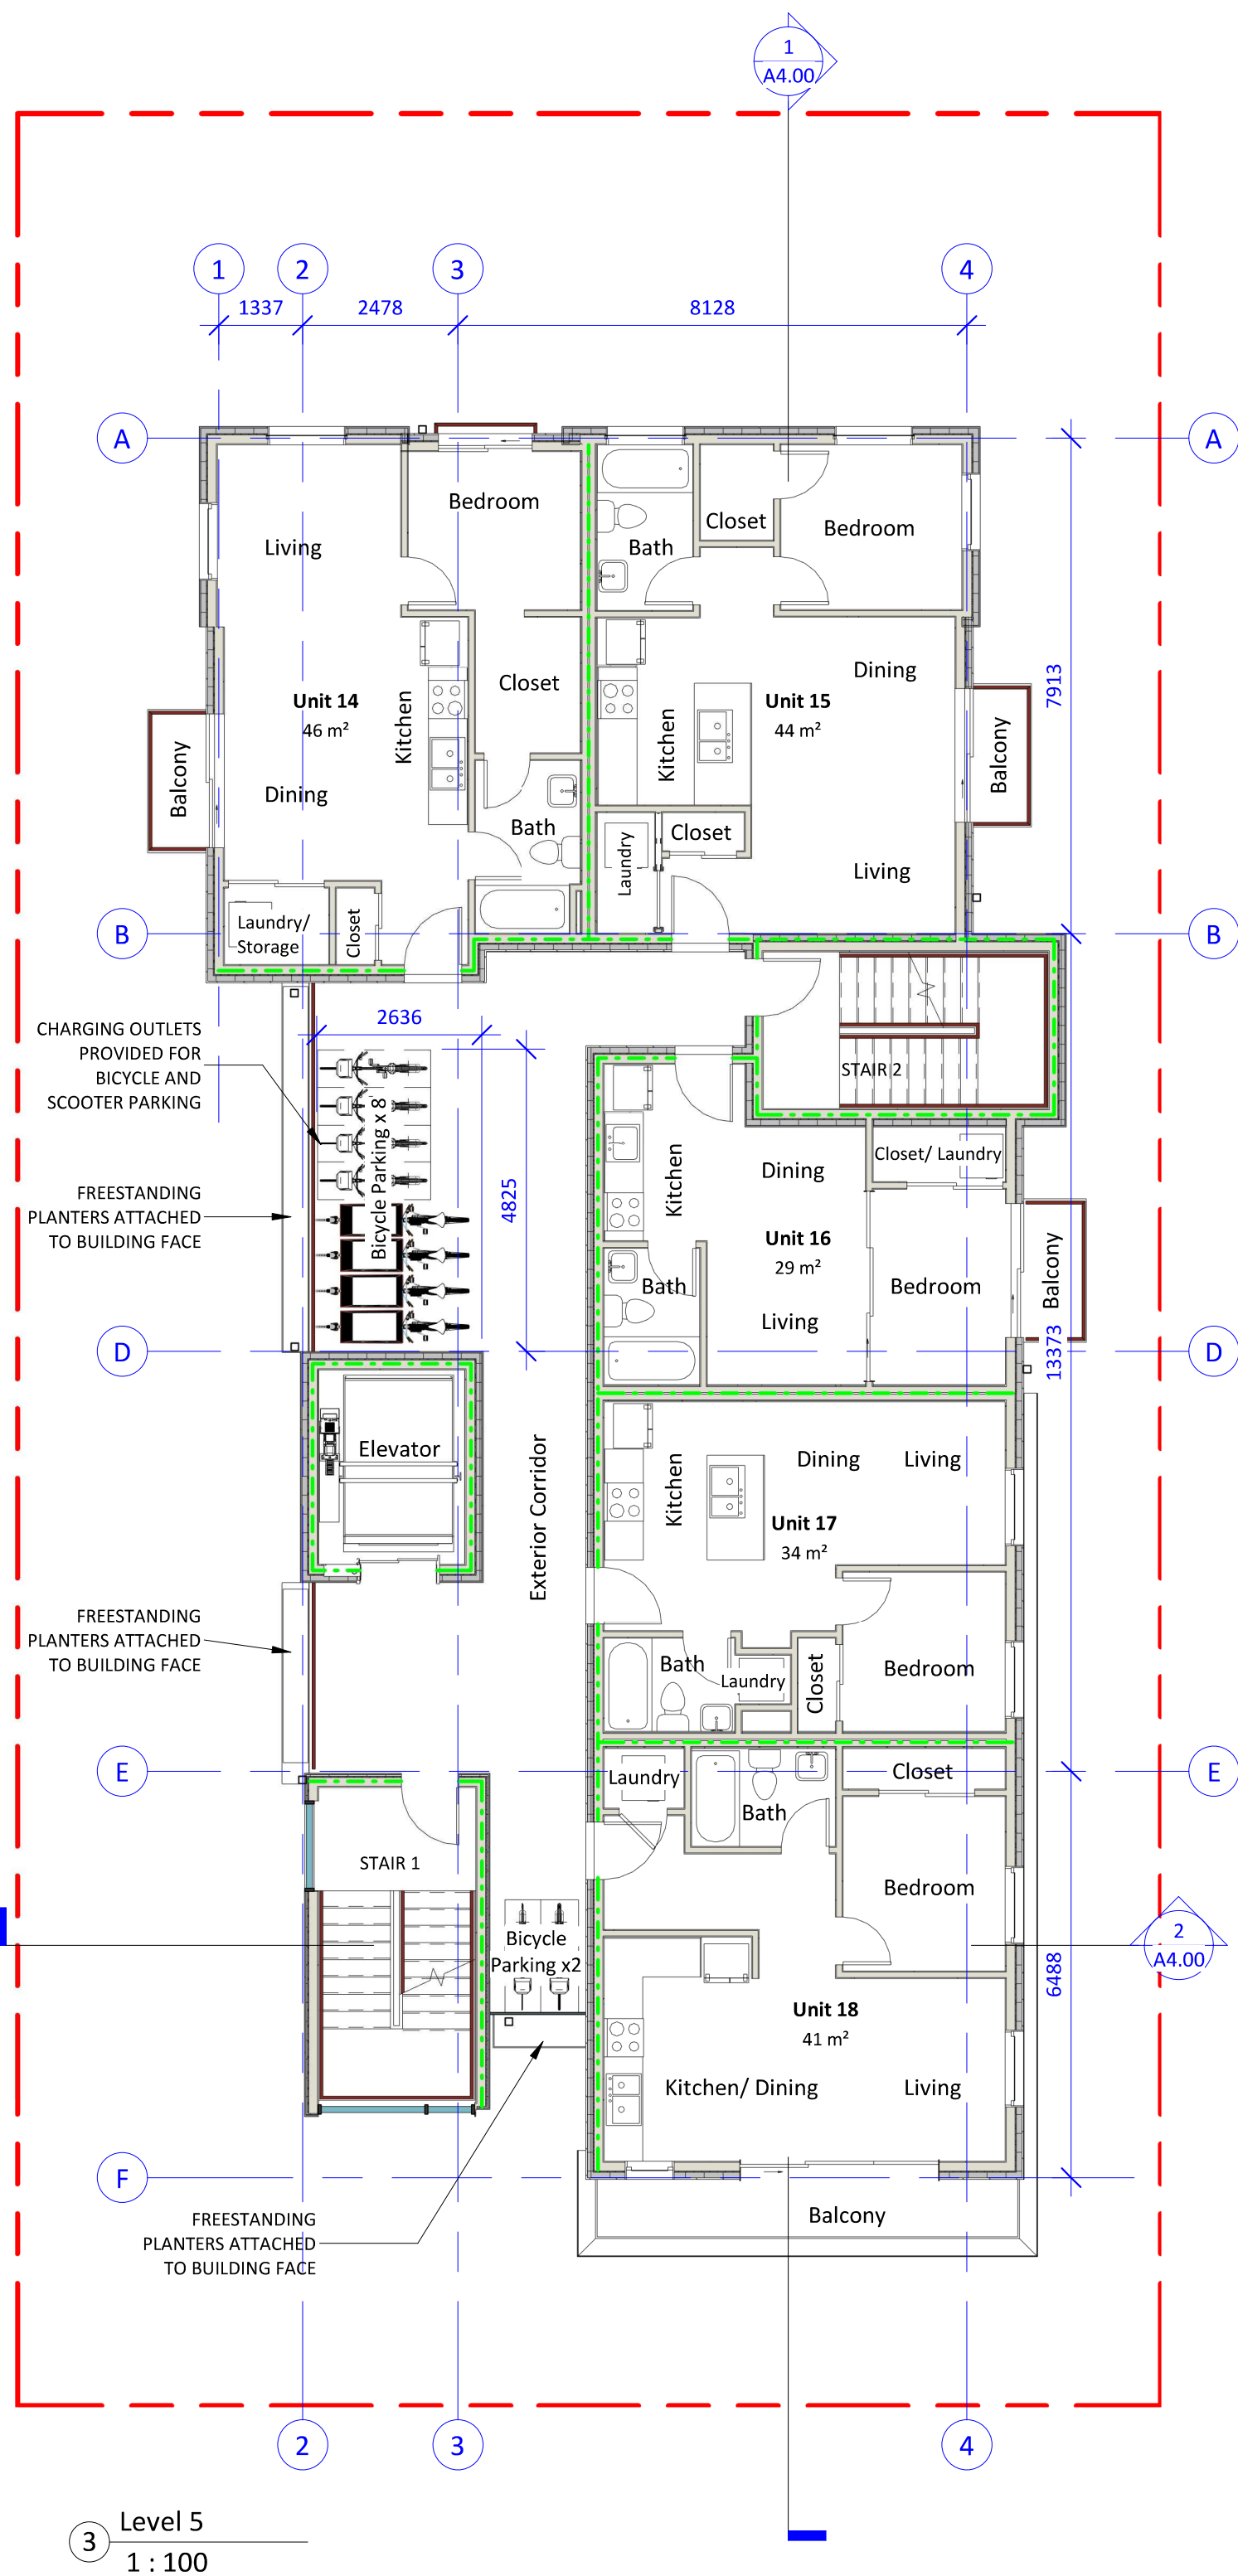 1
A4.00
1
2
3
4
1337
2478
8128
A
A
Bedroom
Living
Closet
Bath
Bedroom
Closet
Dining
Unit 14
46 m²
Kitchen
Unit 15
44 m²
Kitchen
7913
Balcony
Balcony
Dining
Bath
Closet
Laundry
Living
Laundry/
Storage
Closet
B
B
CHARGING OUTLETS
PROVIDED FOR
BICYCLE AND
SCOOTER PARKING
2636
STAIR 2
Bicycle Parking x 8
4825
FREESTANDING
PLANTERS ATTACHED
TO BUILDING FACE
Kitchen
Dining
Closet/ Laundry
Unit 16
29 m²
Bath
Bedroom
Living
Balcony
13373
D
D
Elevator
Exterior Corridor
Kitchen
Dining
Living
Unit 17
34 m²
FREESTANDING
PLANTERS ATTACHED
TO BUILDING FACE
Bath
Laundry
Closet
Bedroom
E
E
Laundry
Closet
Bath
STAIR 1
Bedroom
Bicycle
Parking x2
2
A4.00
6488
Unit 18
41 m²
Kitchen/ Dining
Living
F
Balcony
FREESTANDING
PLANTERS ATTACHED
TO BUILDING FACE
2
3
4
3
Level 5
1 : 100